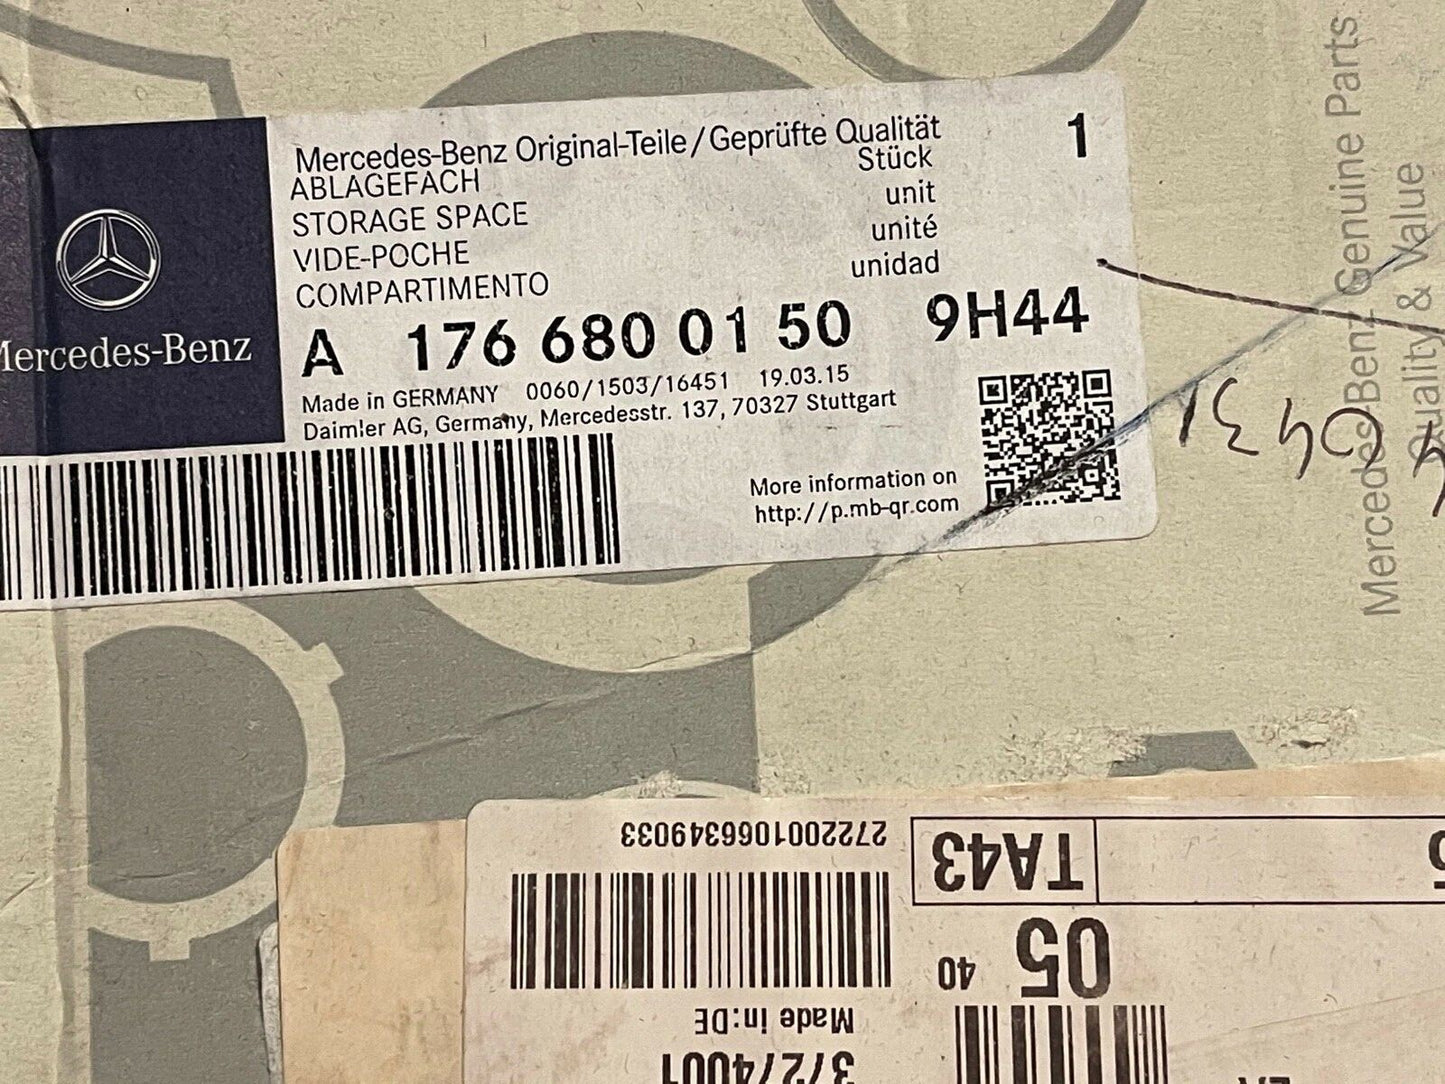 Mercedes-Benz Original-Teile/Geprüfte Qualität
ABLAGEFACH Stück 1
STORAGE SPACE unit
VIDE-POCHE unité
COMPARTIMENTO unidad
A 176 680 01 50 9H44
Made in GERMANY 0060/1503/16451 19.03.15
Daimler AG, Germany, Mercedesstr. 137, 70327 Stuttgart
More information on
http://p.mb-qr.com
Mercedes-Benz
Mercedes-Benz Genuine Parts
Quality & Value
2722001066349033
TA43
05
40
Made in:DE
37274001